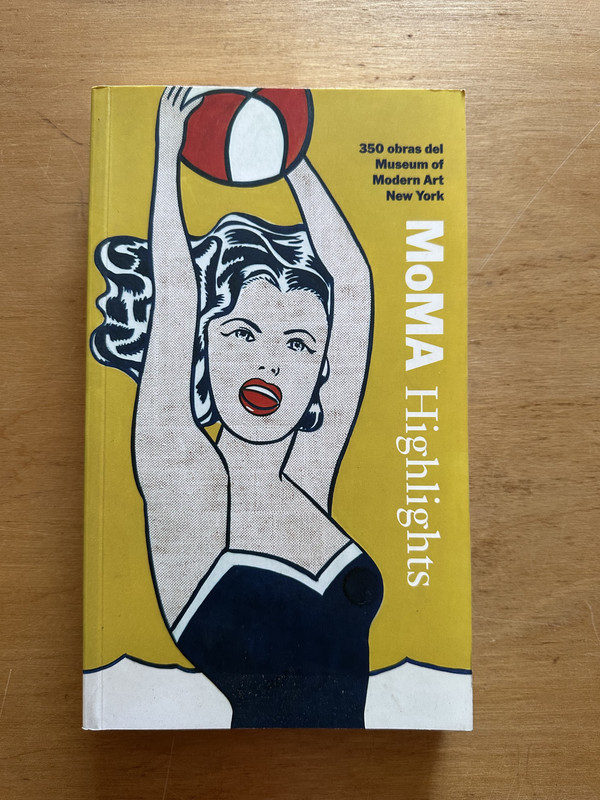 350 obras del
Museum of
Modern Art
New York
MoMA Highlights